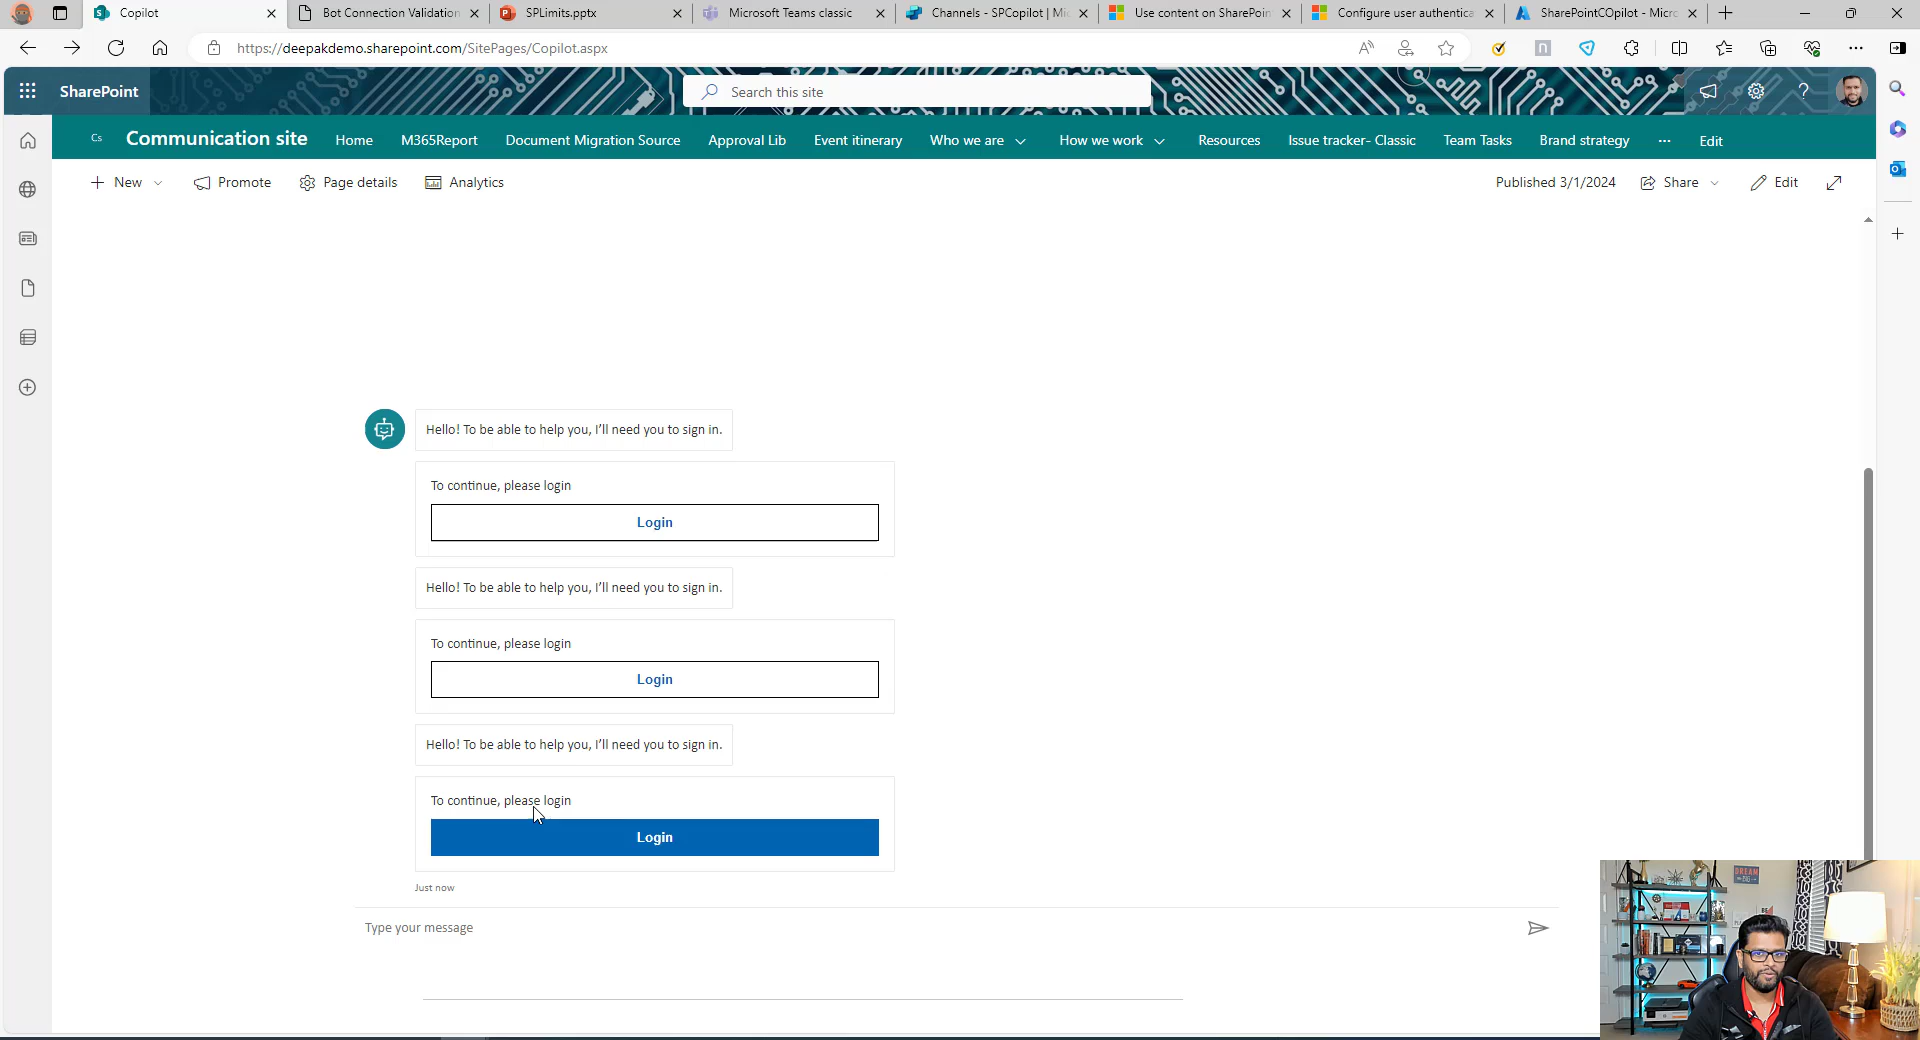 Copilot
Bot Connection Validation
SPLimits.pptx
Microsoft Teams classic
Channels - SPCopilot | Mi
Use content on SharePoin
Configure user authentica
SharePointCOpilot - Micro
https://deepakdemo.sharepoint.com/SitePages/Copilot.aspx
SharePoint
Search this site
Cs
Communication site
Home
M365Report
Document Migration Source
Approval Lib
Event itinerary
Who we are
How we work
Resources
Issue tracker- Classic
Team Tasks
Brand strategy
Edit
New
Promote
Page details
Analytics
Published 3/1/2024
Share
Edit
Hello! To be able to help you, I'll need you to sign in.
To continue, please login
Login
Hello! To be able to help you, I'll need you to sign in.
To continue, please login
Login
Hello! To be able to help you, I'll need you to sign in.
To continue, please login
Login
Just now
Type your message
DREAM
BIG